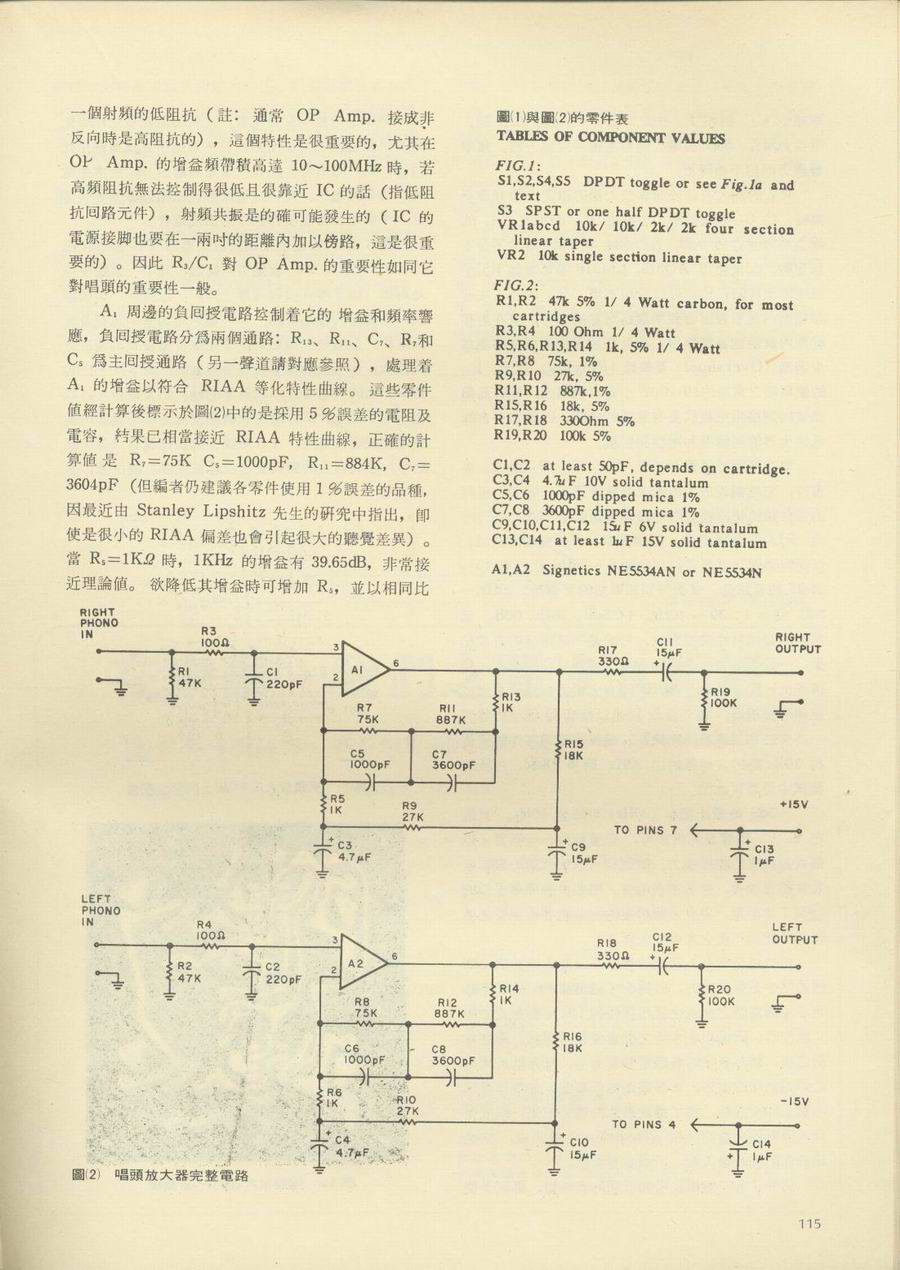 一個射頻的低阻抗(註: 通常 OP Amp. 接成非
反向時是高阻抗的),這個特性是很重要的,尤其在
OP Amp. 的增益頻帶積高達 10~100MHz 時,若
高頻阻抗無法控制得很低且很靠近 IC 的話(指低阻
抗回路元件),射頻共振是的確可能發生的(IC 的
電源接脚也要在一兩吋的距離內加以傍路,這是很重
要的)。因此 R₃/C₁ 對 OP Amp. 的重要性如同它
對唱頭的重要性一般。
A₁ 周邊的負回授電路控制着它的 增益和頻率響
應,負回授電路分爲兩個通路: R₁₃、R₁₁、C₇、R₇和
C₅ 爲主回授通路(另一聲道請對應參照),處理着
A₁ 的增益以符合 RIAA 等化特性曲線。 這些零件
値經計算後標示於圖(2)中的是採用 5 %誤差的電阻及
電容,結果已相當接近 RIAA 特性曲線,正確的計
算値是 R₇=75K C₅=1000pF, R₁₁=884K, C₇=
3604pF (但編者仍建議各零件使用 1 %誤差的品種,
因最近由 Stanley Lipshitz 先生的硏究中指出,卽
使是很小的 RIAA 偏差也會引起很大的聽覺差異)。
當 R₅=1KΩ 時,1KHz 的增益有 39.65dB,非常接
近理論値。 欲降低其增益時可增加 R₅,並以相同比
圖(1)與圖(2)的零件表
TABLES OF COMPONENT VALUES
FIG.1:
S1,S2,S4,S5 DPDT toggle or see Fig.1a and
text
S3 SPST or one half DPDT toggle
VR1abcd 10k/ 10k/ 2k/ 2k four section
linear taper
VR2 10k single section linear taper
FIG.2:
R1,R2 47k 5% 1/ 4 Watt carbon, for most
cartridges
R3,R4 100 Ohm 1/ 4 Watt
R5,R6,R13,R14 1k, 5% 1/ 4 Watt
R7,R8 75k, 1%
R9,R10 27k, 5%
R11,R12 887k,1%
R15,R16 18k, 5%
R17,R18 330Ohm 5%
R19,R20 100k 5%
C1,C2 at least 50pF, depends on cartridge.
C3,C4 4.7uF 10V solid tantalum
C5,C6 1000pF dipped mica 1%
C7,C8 3600pF dipped mica 1%
C9,C10,C11,C12 15uF 6V solid tantalum
C13,C14 at least 1uF 15V solid tantalum
A1,A2 Signetics NE5534AN or NE5534N
RIGHT
PHONO
IN
R3
100Ω
R1
47K
C1
220pF
3
2
A1
6
R7
75K
R11
887K
R13
1K
C5
1000pF
C7
3600pF
R5
1K
R9
27K
C3
+
4.7µF
R15
18K
R17
330Ω
C11
15µF
+
R19
100K
RIGHT
OUTPUT
+
C9
15µF
TO PINS 7
+15V
+
C13
1µF
LEFT
PHONO
IN
R4
100Ω
R2
47K
C2
220pF
3
2
A2
6
R8
75K
R12
887K
R14
1K
C6
1000pF
C8
3600pF
R6
1K
R10
27K
+
C4
4.7µF
R16
18K
R18
330Ω
C12
15µF
+
R20
100K
LEFT
OUTPUT
+
C10
15µF
TO PINS 4
-15V
C14
+
1µF
圖(2) 唱頭放大器完整電路
115